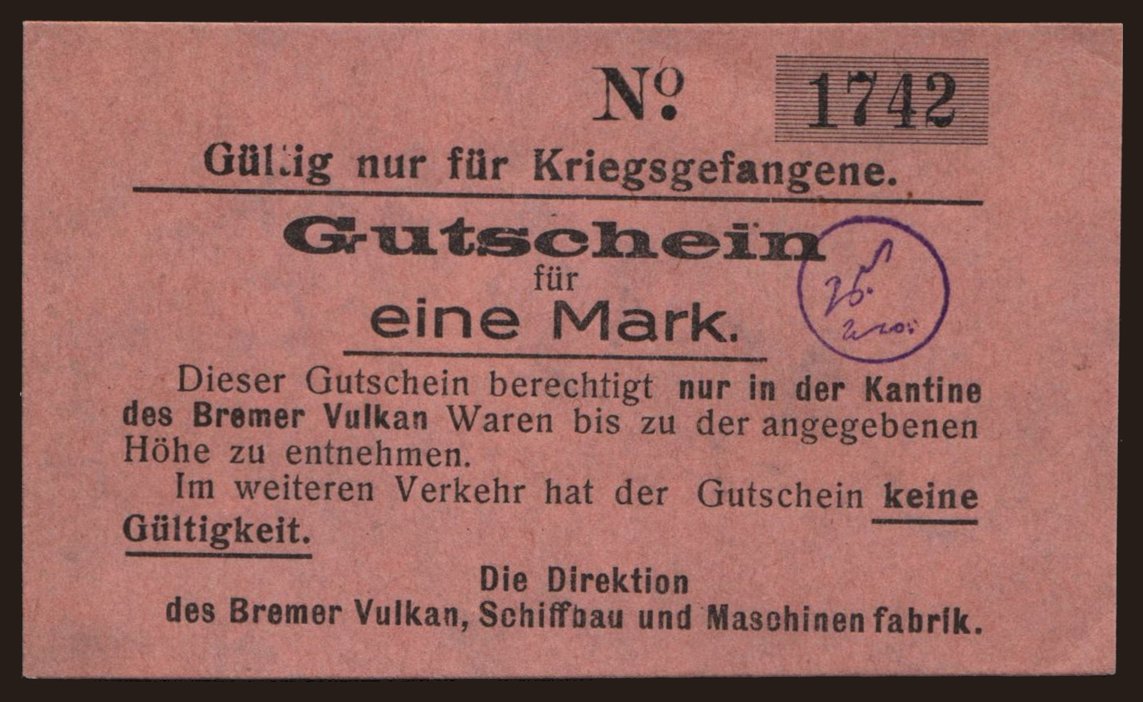 No. 1742
Gültig nur für Kriegsgefangene.
Gutschein
für
eine Mark.
Dieser Gutschein berechtigt nur in der Kantine
des Bremer Vulkan Waren bis zu der angegebenen
Höhe zu entnehmen.
Im weiteren Verkehr hat der Gutschein keine
Gültigkeit.
Die Direktion
des Bremer Vulkan, Schiffbau und Maschinenfabrik.